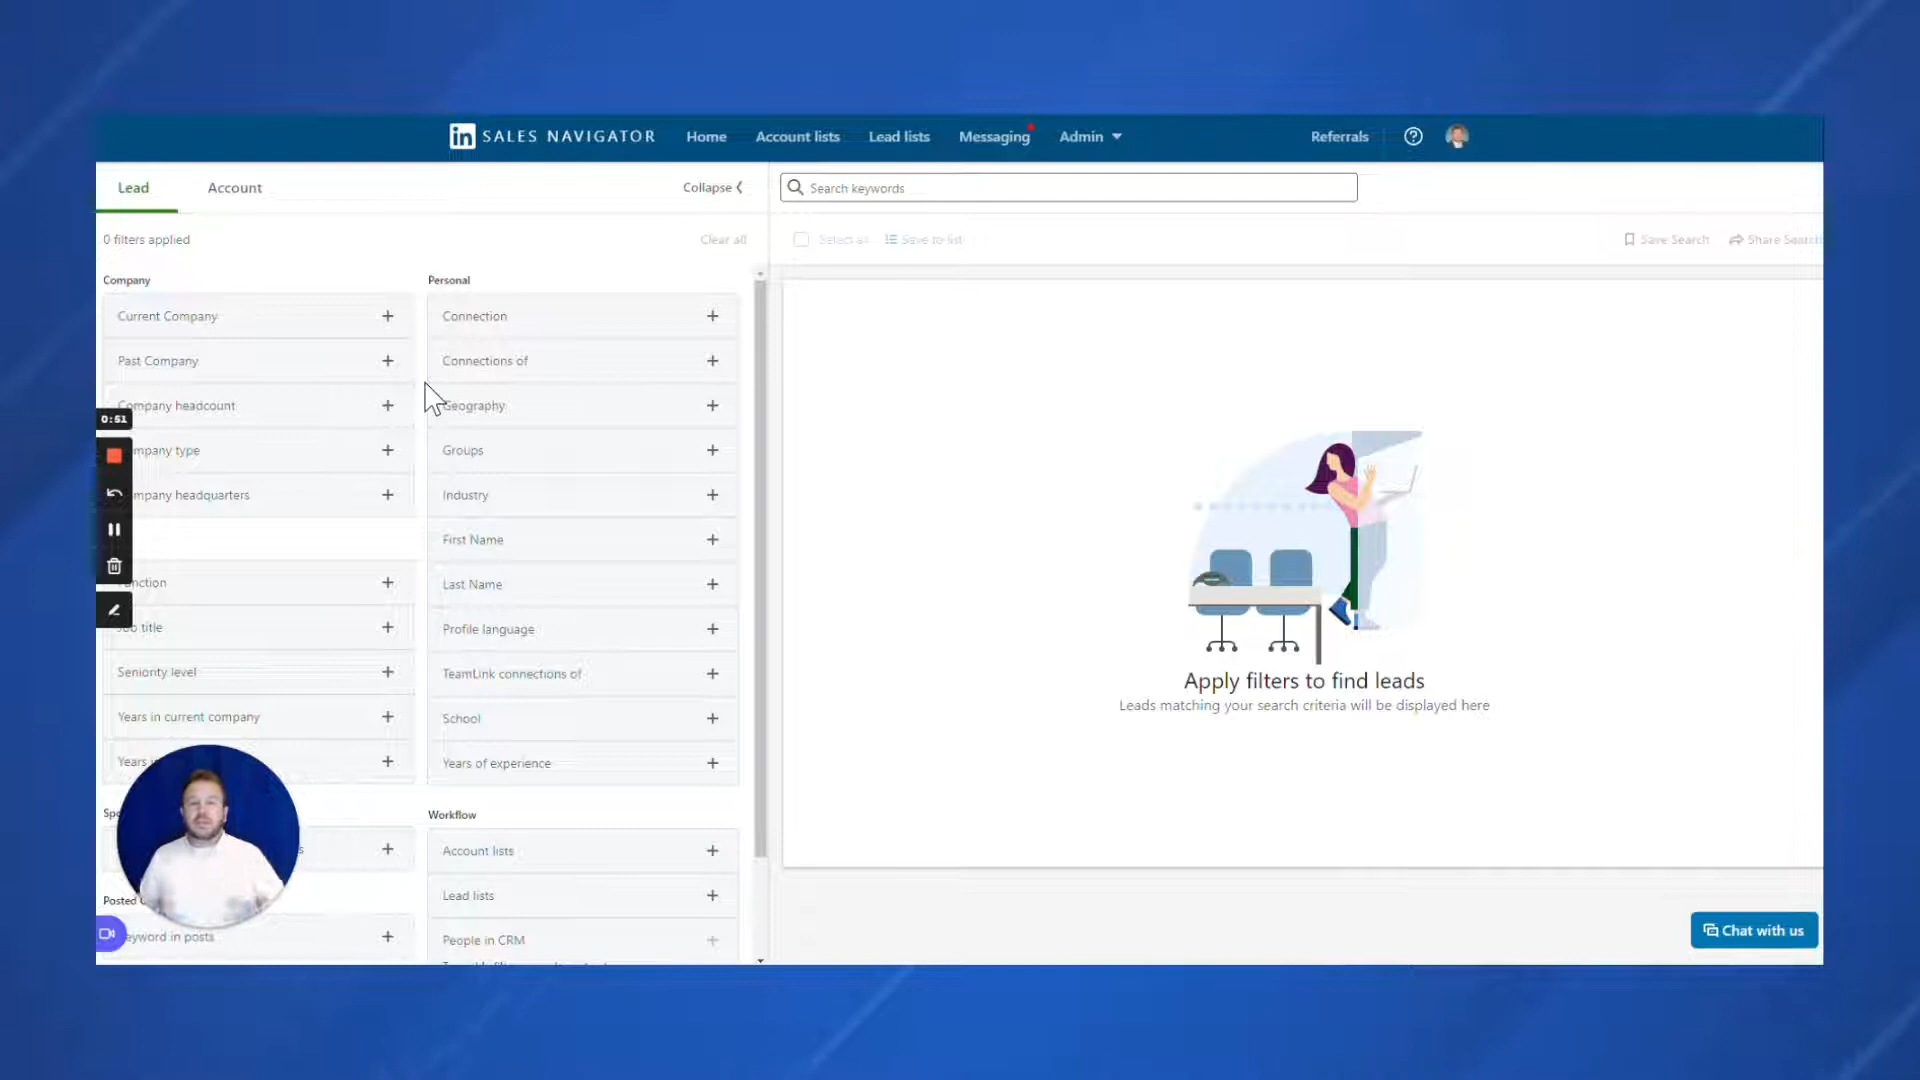 in SALES NAVIGATOR Home Account lists Lead lists Messaging Admin Referrals
Lead Account Collapse
Search keywords
0 filters applied Clear all
Select all Save to list Save Search Share Search
Company
Current Company
Past Company
Company headcount
0:51
mpany type
mpany headquarters
nction
Job title
Seniority level
Years in current company
Years
Keyword in posts
Personal
Connection
Connections of
Geography
Groups
Industry
First Name
Last Name
Profile language
TeamLink connections of
School
Years of experience
Workflow
Account lists
Lead lists
People in CRM
Apply filters to find leads
Leads matching your search criteria will be displayed here
Chat with us